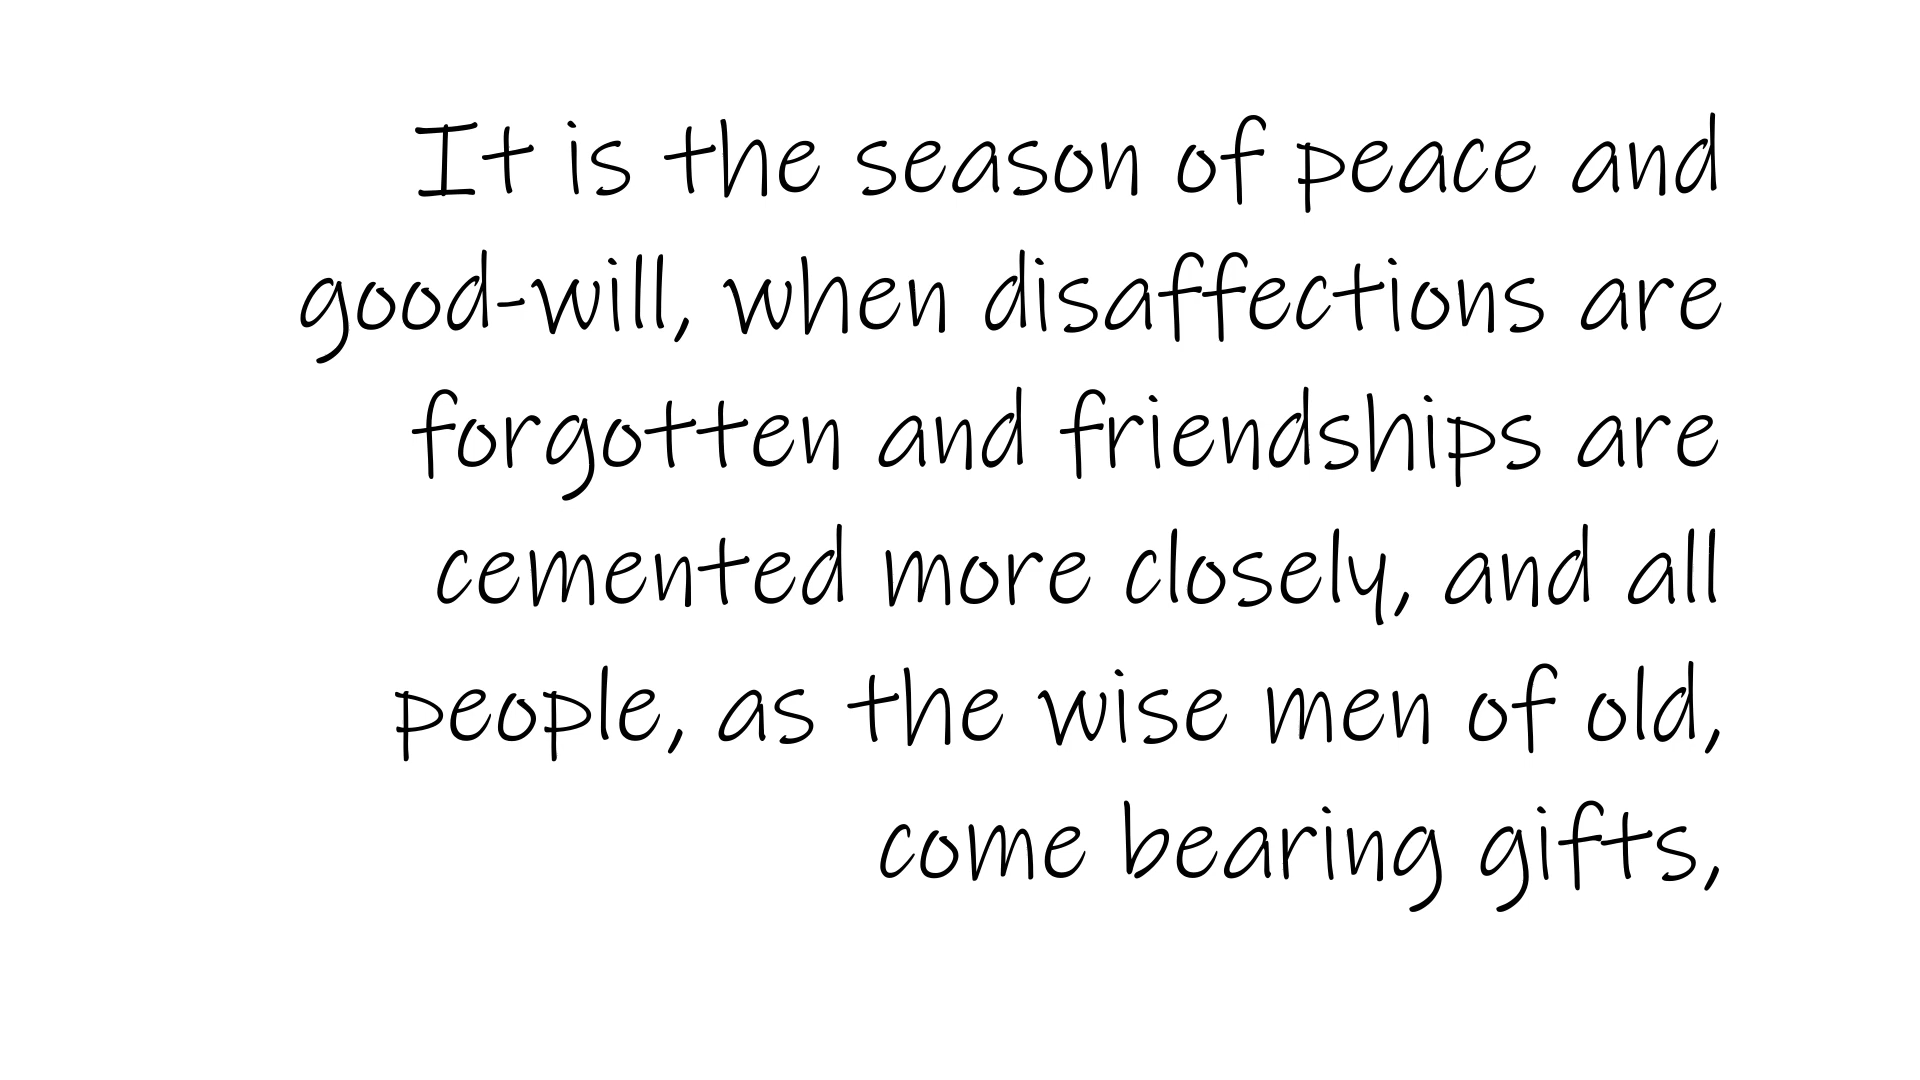 It is the season of peace and
good-will, when disaffections are
forgotten and friendships are
cemented more closely, and all
people, as the wise men of old,
come bearing gifts,